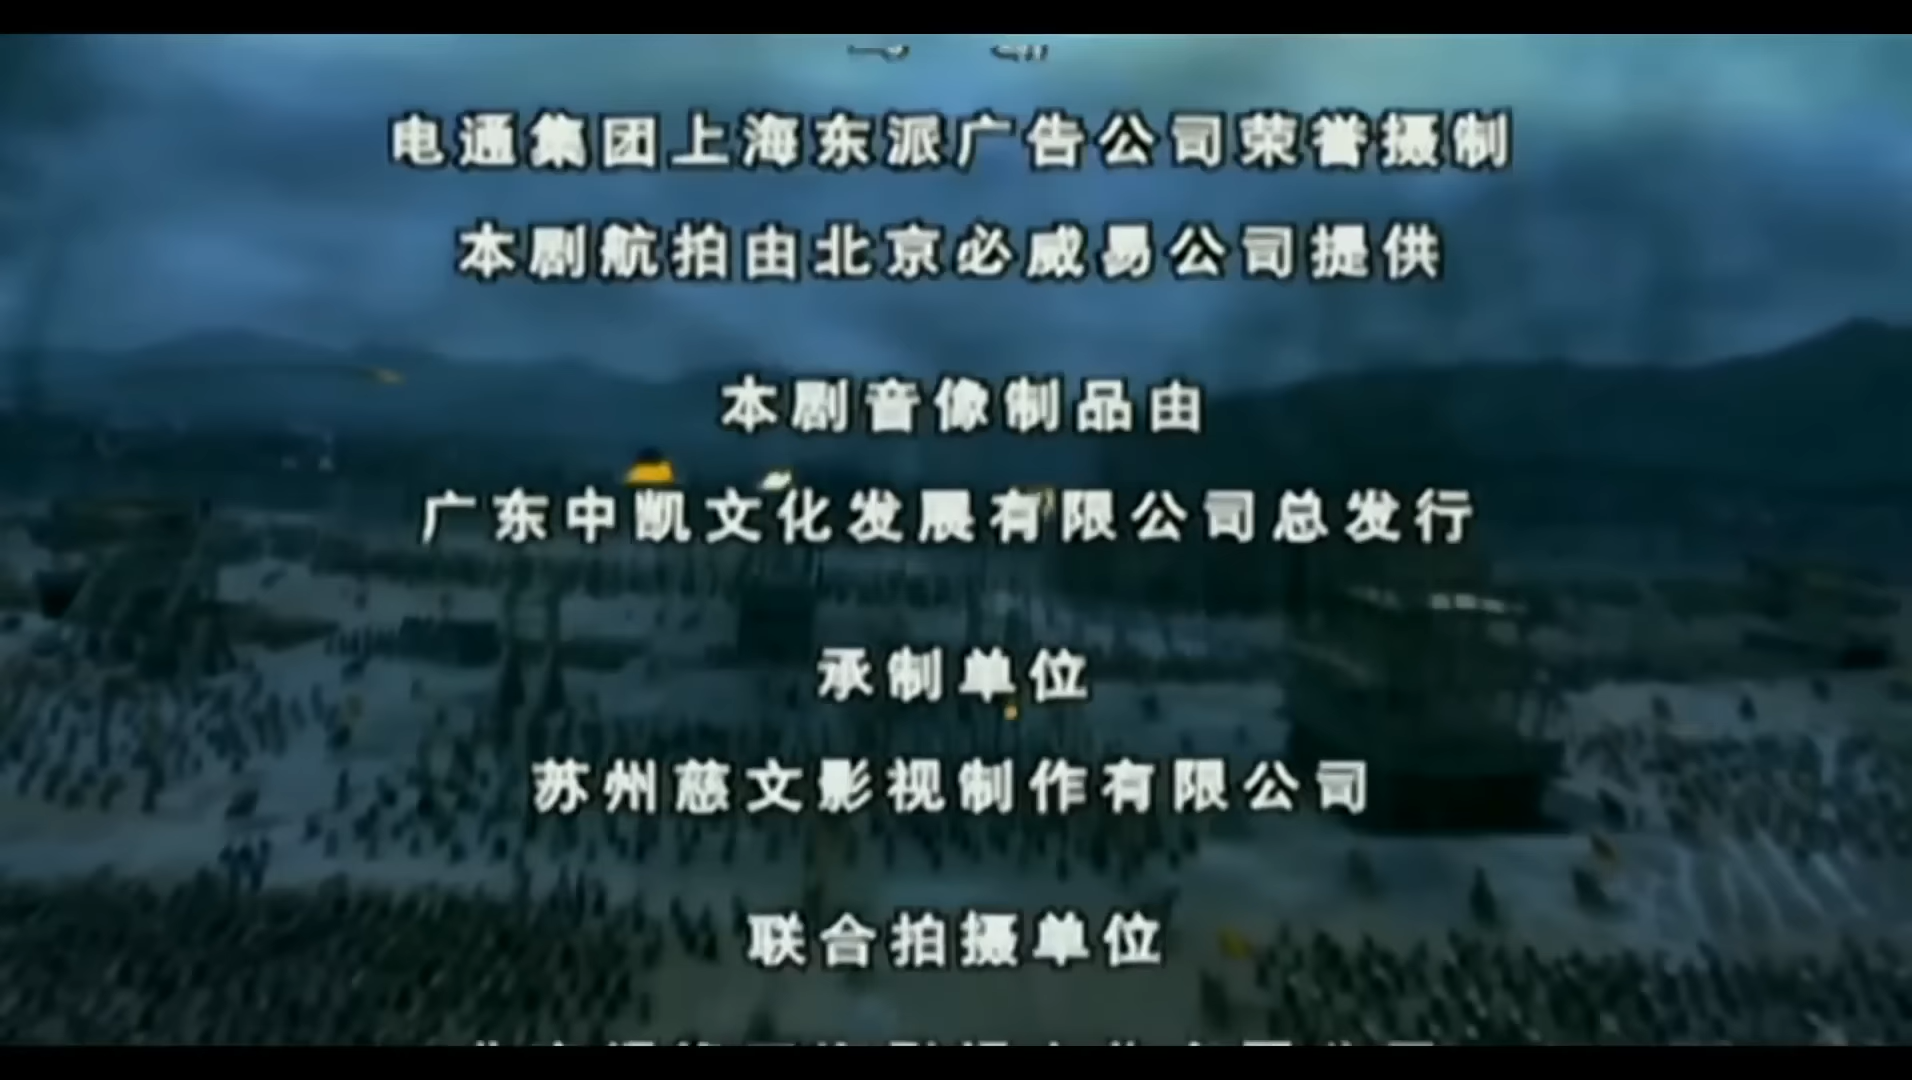 电通集团上海东派广告公司荣誉摄制
本剧航拍由北京必威易公司提供
本剧音像制品由
广东中凯文化发展有限公司总发行
承制单位
苏州慈文影视制作有限公司
联合拍摄单位